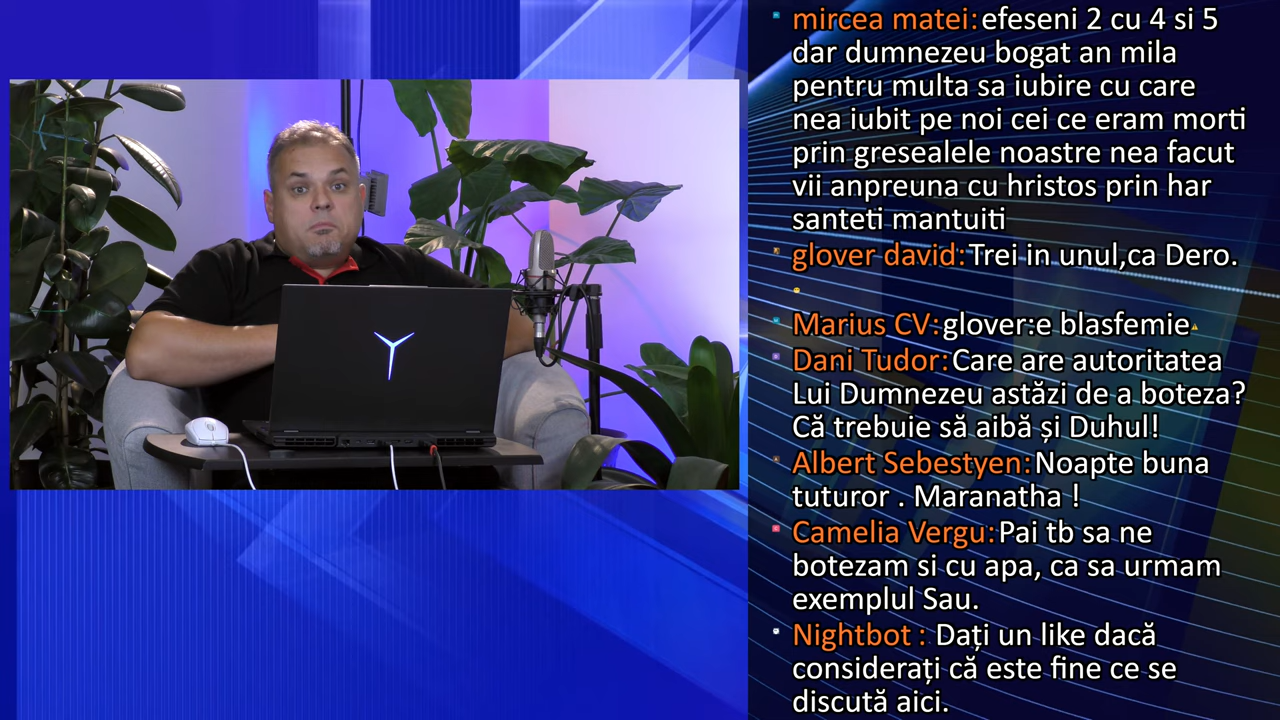 mircea matei: efeseni 2 cu 4 si 5
dar dumnezeu bogat an mila
pentru multa sa iubire cu care
nea iubit pe noi cei ce eram morti
prin gresealele noastre nea facut
vii anpreuna cu hristos prin har
santeti mantuiti
glover david: Trei in unul,ca Dero.
Marius CV: glover:e blasfemie
Dani Tudor: Care are autoritatea
Lui Dumnezeu astăzi de a boteza?
Că trebuie să aibă și Duhul!
Albert Sebestyen: Noapte buna
tuturor . Maranatha !
Camelia Vergu: Pai tb sa ne
botezam si cu apa, ca sa urmam
exemplul Sau.
Nightbot : Dați un like dacă
considerați că este fine ce se
discută aici.